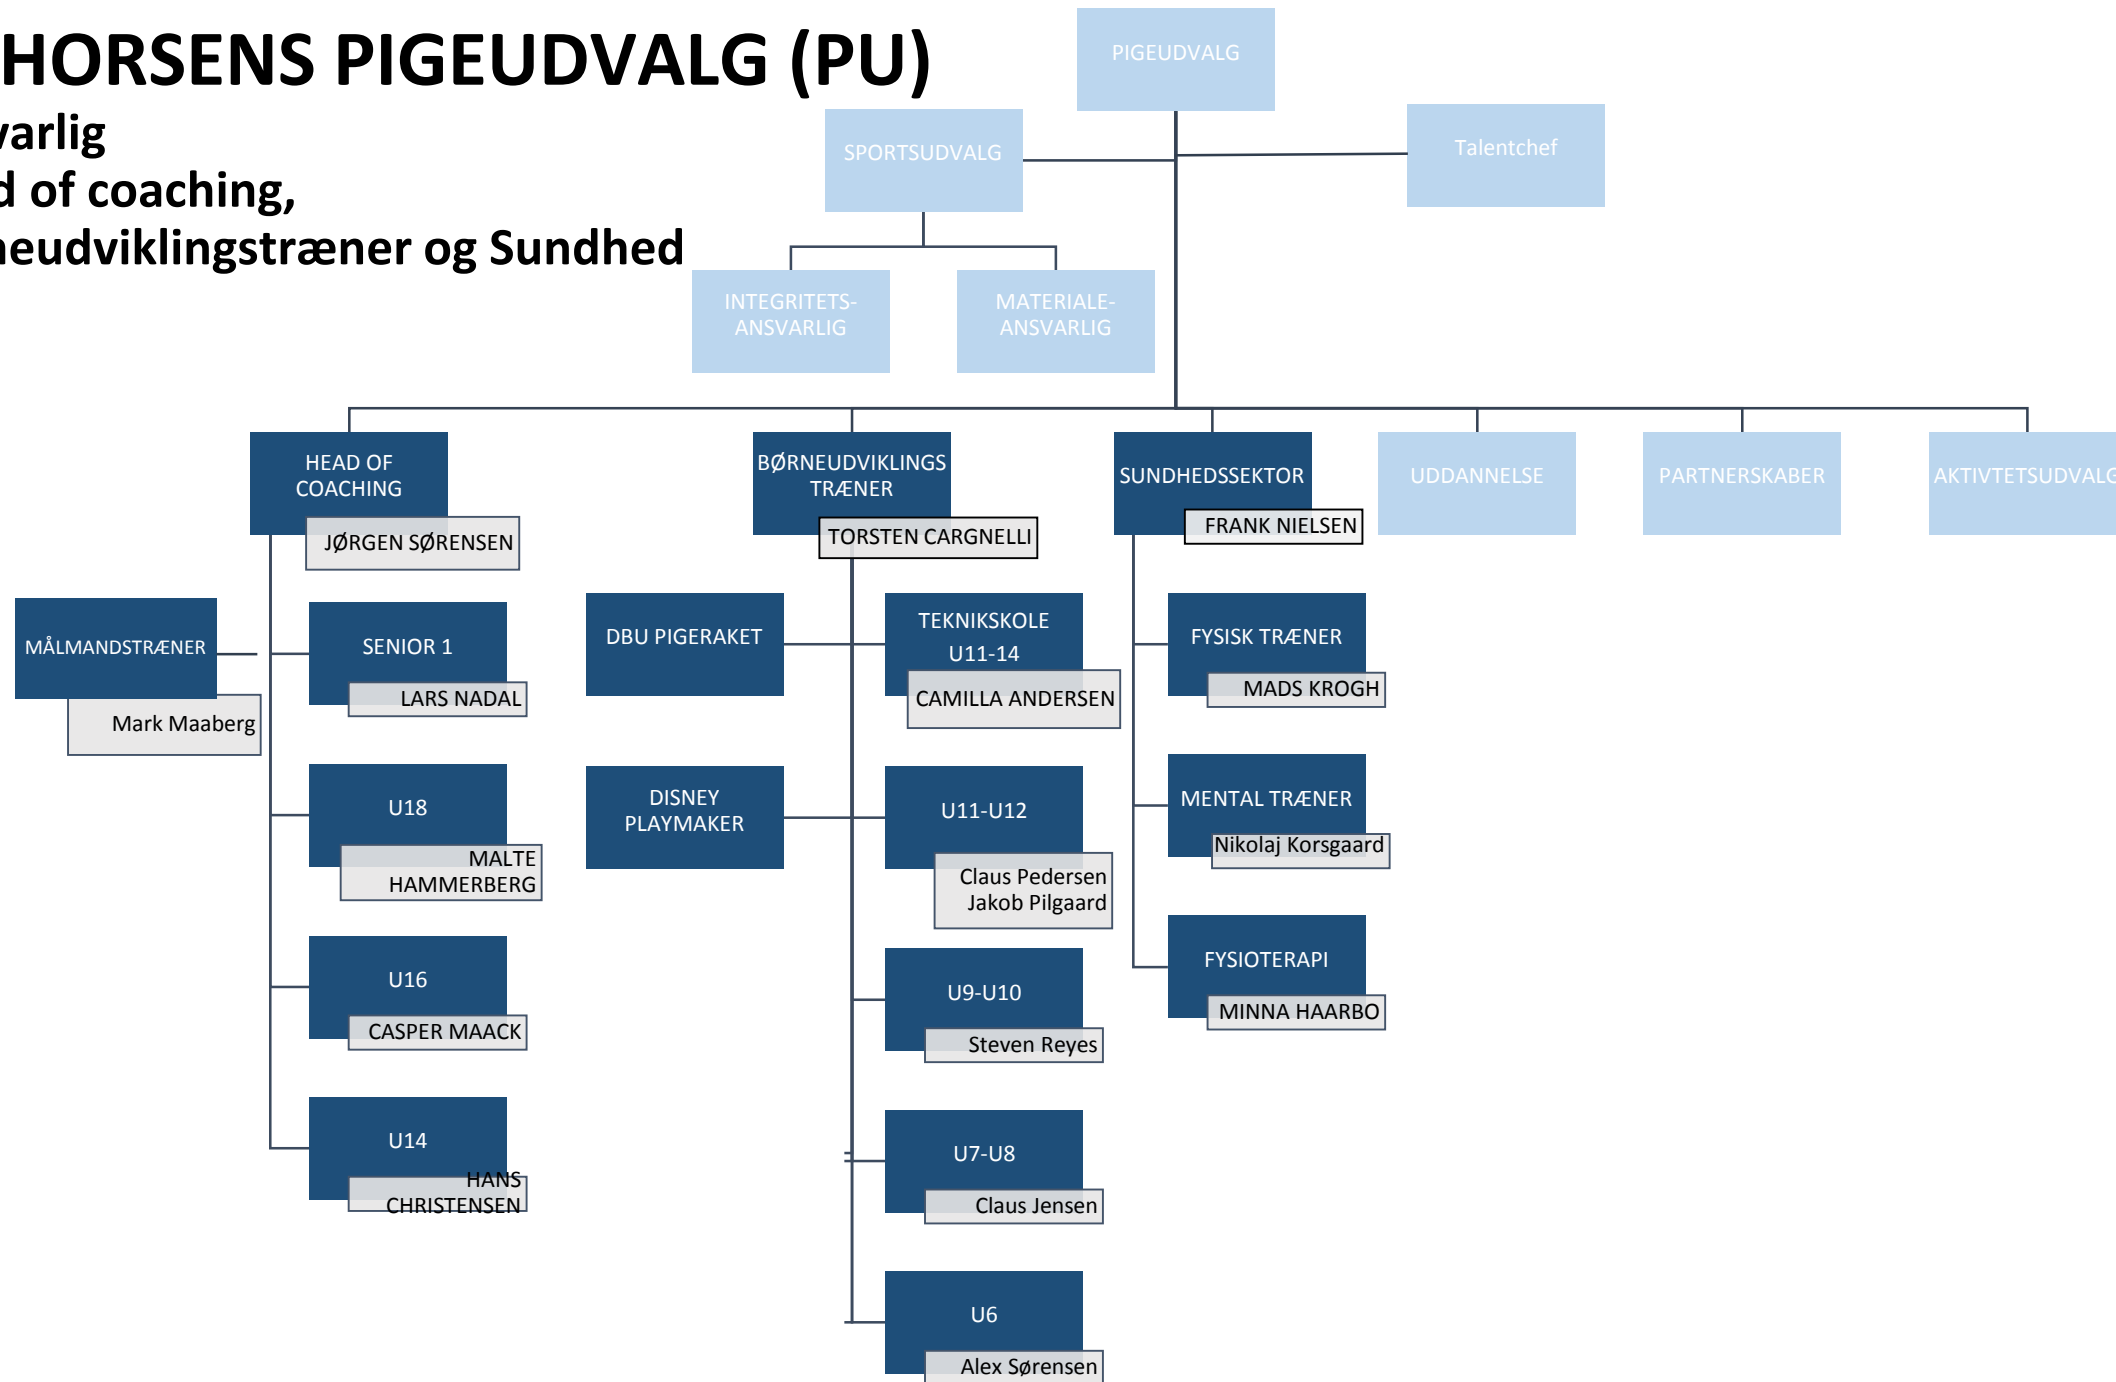 HORSENS PIGEUDVALG (PU)
varlig
d of coaching,
neudviklingstræner og Sundhed
PIGEUDVALG
SPORTSUDVALG
Talentchef
INTEGRITETS-
ANSVARLIG
MATERIALE-
ANSVARLIG
HEAD OF
COACHING
JØRGEN SØRENSEN
BØRNEUDVIKLINGS
TRÆNER
TORSTEN CARGNELLI
SUNDHEDSSEKTOR
FRANK NIELSEN
UDDANNELSE
PARTNERSKABER
AKTIVTETSUDVALG
MÅLMANDSTRÆNER
Mark Maaberg
SENIOR 1
LARS NADAL
U18
MALTE
HAMMERBERG
U16
CASPER MAACK
U14
HANS
CHRISTENSEN
DBU PIGERAKET
DISNEY
PLAYMAKER
TEKNIKSKOLE
U11-14
CAMILLA ANDERSEN
U11-U12
Claus Pedersen
Jakob Pilgaard
U9-U10
Steven Reyes
U7-U8
Claus Jensen
U6
Alex Sørensen
FYSISK TRÆNER
MADS KROGH
MENTAL TRÆNER
Nikolaj Korsgaard
FYSIOTERAPI
MINNA HAARBO